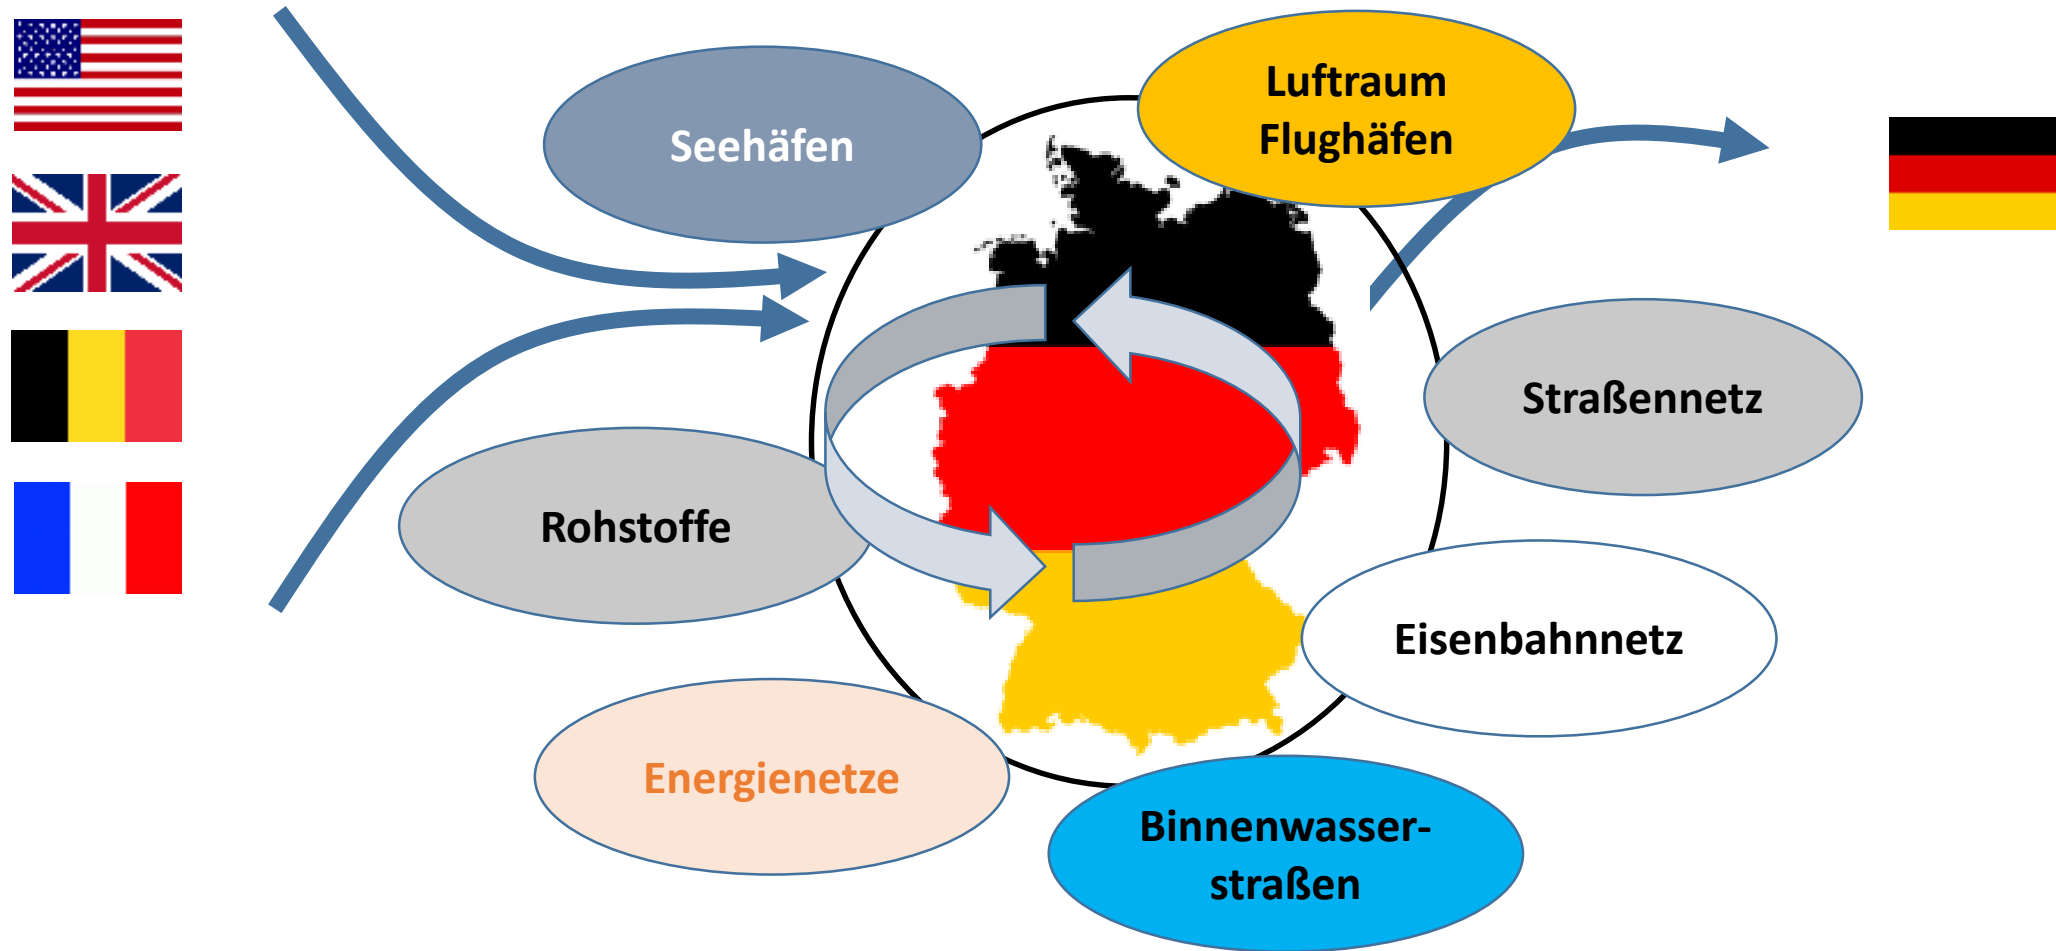 Luftraum
Flughäfen
Seehäfen
Straßennetz
Rohstoffe
Eisenbahnnetz
Energienetze
Binnenwasser-
straßen